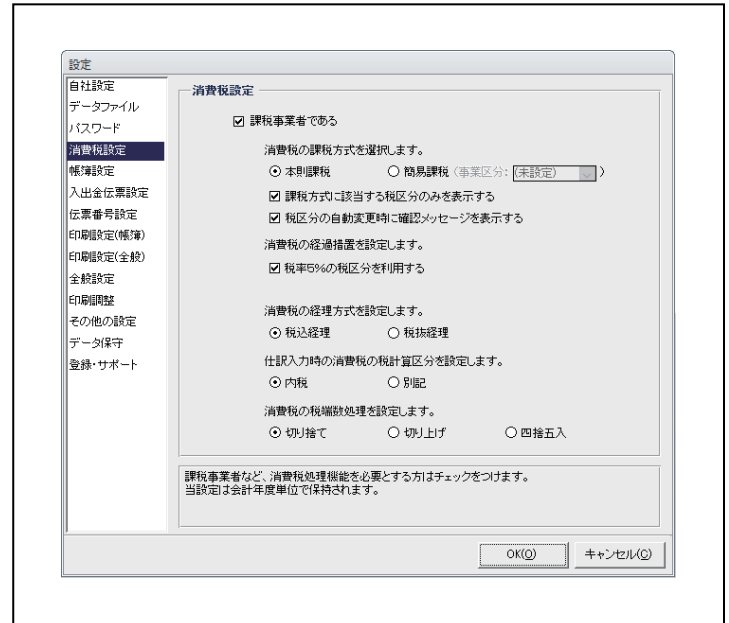 設定
自社設定
データファイル
パスワード
消費税設定
帳簿設定
入出金伝票設定
伝票番号設定
印刷設定(帳簿)
印刷設定(全般)
全般設定
印刷調整
その他の設定
データ保守
登録・サポート
消費税設定
課税事業者である
消費税の課税方式を選択します。
本則課税 簡易課税 (事業区分: (未設定) )
課税方式に該当する税区分のみを表示する
税区分の自動変更時に確認メッセージを表示する
消費税の経過措置を設定します。
税率5%の税区分を利用する
消費税の経理方式を設定します。
税込経理 税抜経理
仕訳入力時の消費税の税計算区分を設定します。
内税 別記
消費税の税端数処理を設定します。
切り捨て 切り上げ 四捨五入
課税事業者など、消費税処理機能を必要とする方はチェックをつけます。
当設定は会計年度単位で保持されます。
OK(O) キャンセル(C)